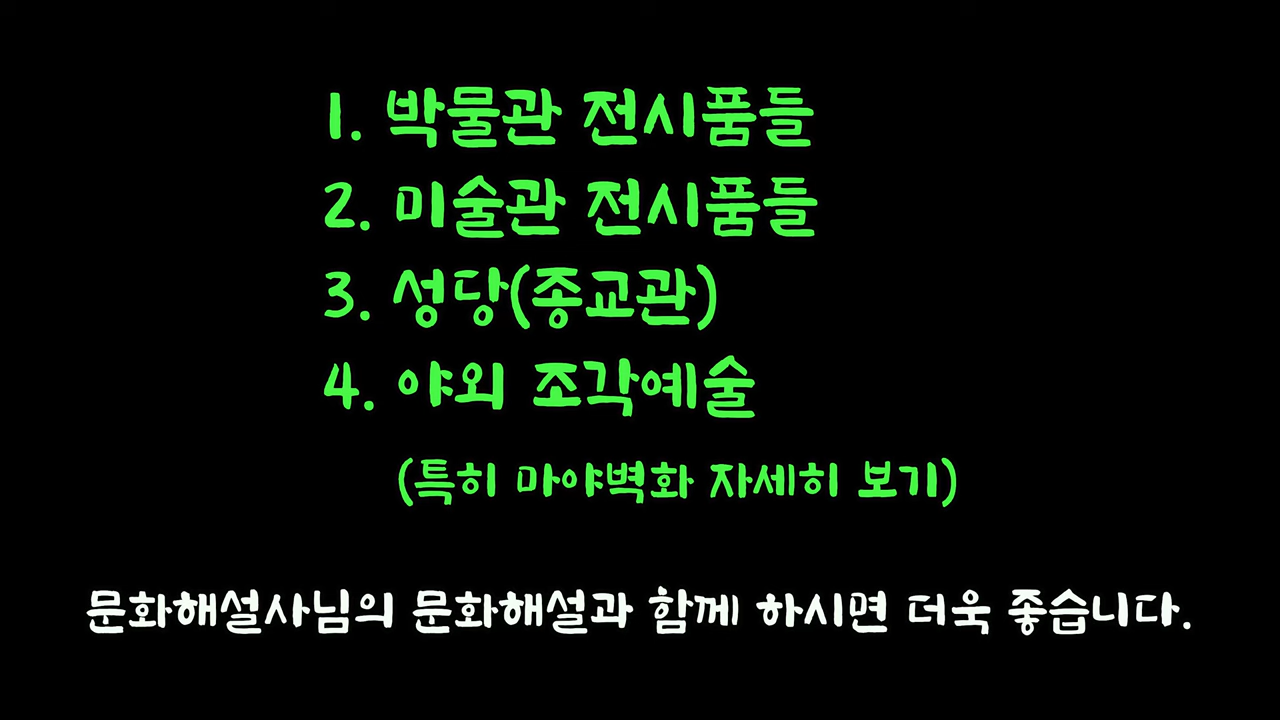 1. 박물관 전시품들
2. 미술관 전시품들
3. 성당(종교관)
4. 야외 조각예술
(특히 마야벽화 자세히 보기)
문화해설사님의 문화해설과 함께 하시면 더욱 좋습니다.